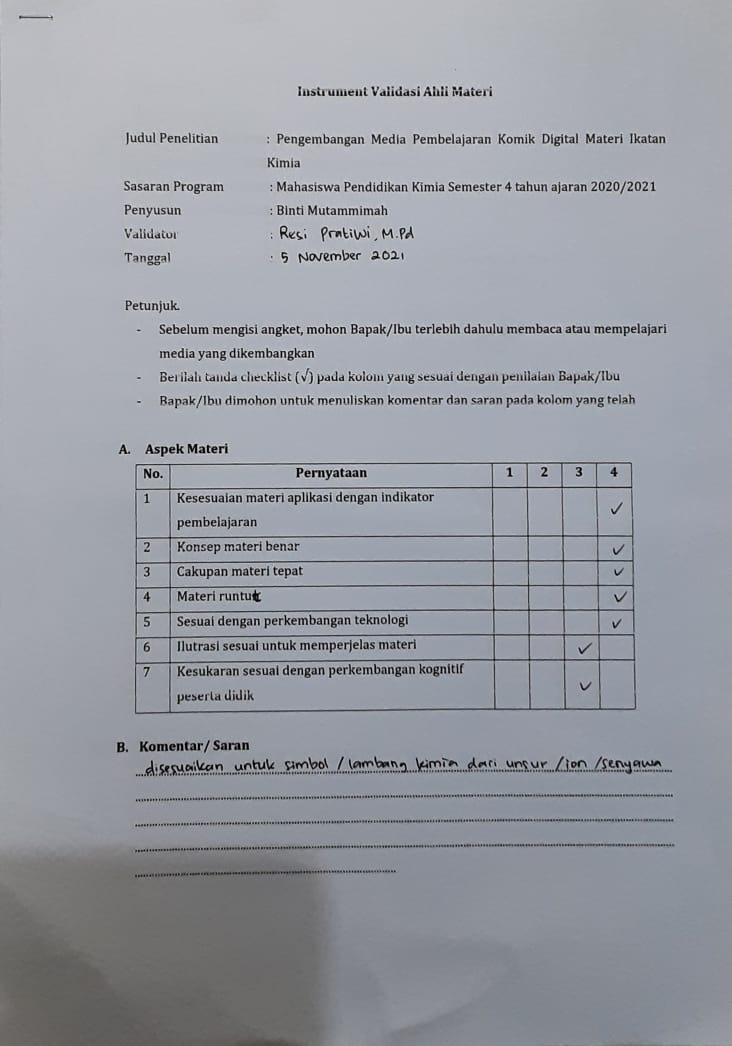 Instrument Validasi Ahli Materi
Judul Penelitian : Pengembangan Media Pembelajaran Komik Digital Materi Ikatan
Kimia
Sasaran Program : Mahasiswa Pendidikan Kimia Semester 4 tahun ajaran 2020/2021
Penyusun : Binti Mutammimah
Validator : Resi Pratiwi, M.Pd
Tanggal : 5 November 2021
Petunjuk.
- Sebelum mengisi angket, mohon Bapak/Ibu terlebih dahulu membaca atau mempelajari
media yang dikembangkan
- Berilah tanda checklist (√) pada kolom yang sesuai dengan penilaian Bapak/Ibu
- Bapak/Ibu dimohon untuk menuliskan komentar dan saran pada kolom yang telah
A. Aspek Materi
No. Pernyataan 1 2 3 4
1 Kesesuaian materi aplikasi dengan indikator
pembelajaran ✓
2 Konsep materi benar ✓
3 Cakupan materi tepat ✓
4 Materi runtut ✓
5 Sesuai dengan perkembangan teknologi ✓
6 Ilutrasi sesuai untuk memperjelas materi ✓
7 Kesukaran sesuai dengan perkembangan kognitif
peserta didik ✓
B. Komentar/ Saran
disesuaikan untuk simbol / lambang kimia dari unsur /ion /senyawa